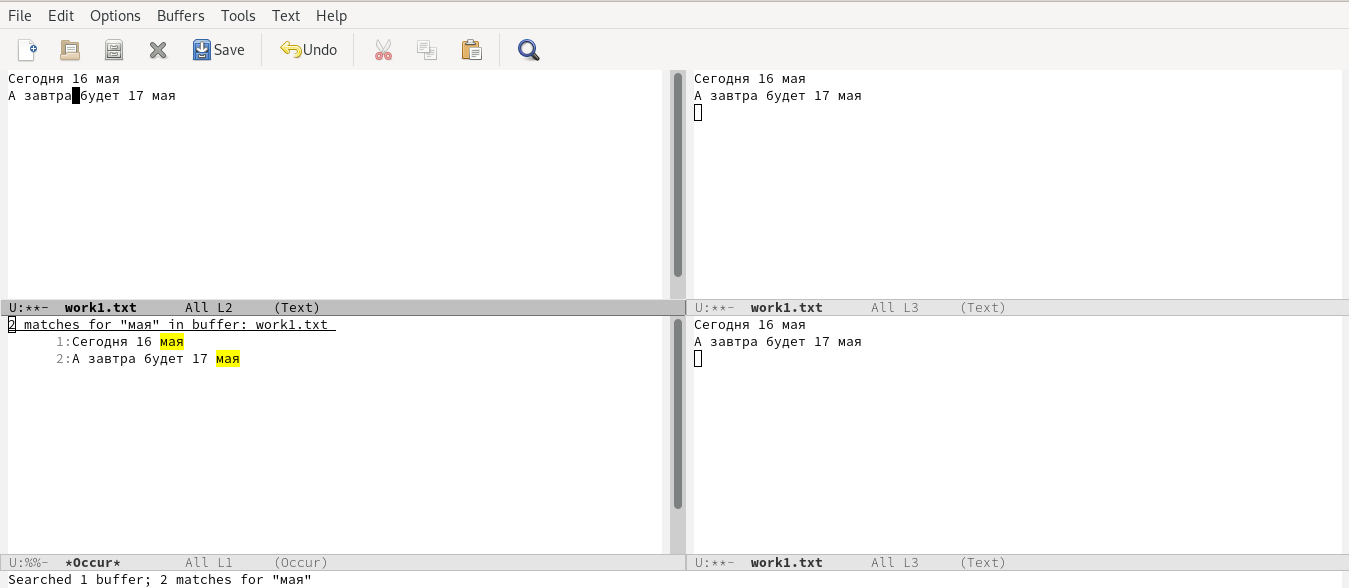 File Edit Options Buffers Tools Text Help
Save Undo
Сегодня 16 мая
А завтра будет 17 мая
U:**- work1.txt All L2 (Text)
Сегодня 16 мая
А завтра будет 17 мая
U:**- work1.txt All L3 (Text)
2 matches for "мая" in buffer: work1.txt
1:Сегодня 16 мая
2:А завтра будет 17 мая
U:%%- *Occur* All L1 (Occur)
Сегодня 16 мая
А завтра будет 17 мая
U:**- work1.txt All L3 (Text)
Searched 1 buffer; 2 matches for "мая"